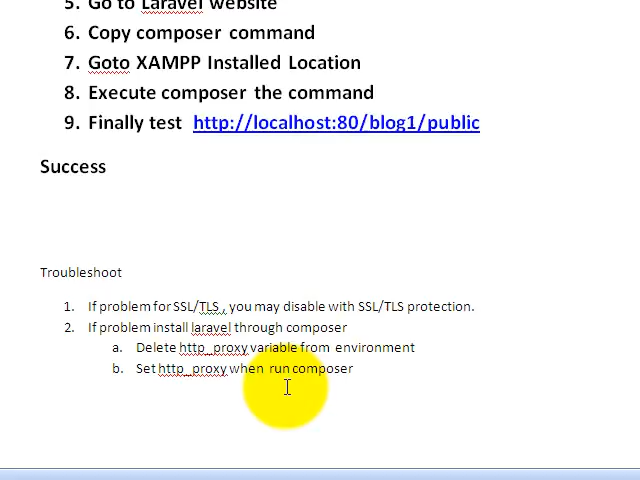 5. Go to Laravel website
6. Copy composer command
7. Goto XAMPP Installed Location
8. Execute composer the command
9. Finally test http://localhost:80/blog1/public
Success
Troubleshoot
1. If problem for SSL/TLS , you may disable with SSL/TLS protection.
2. If problem install laravel through composer
a. Delete http_proxy variable from environment
b. Set http_proxy when run composer